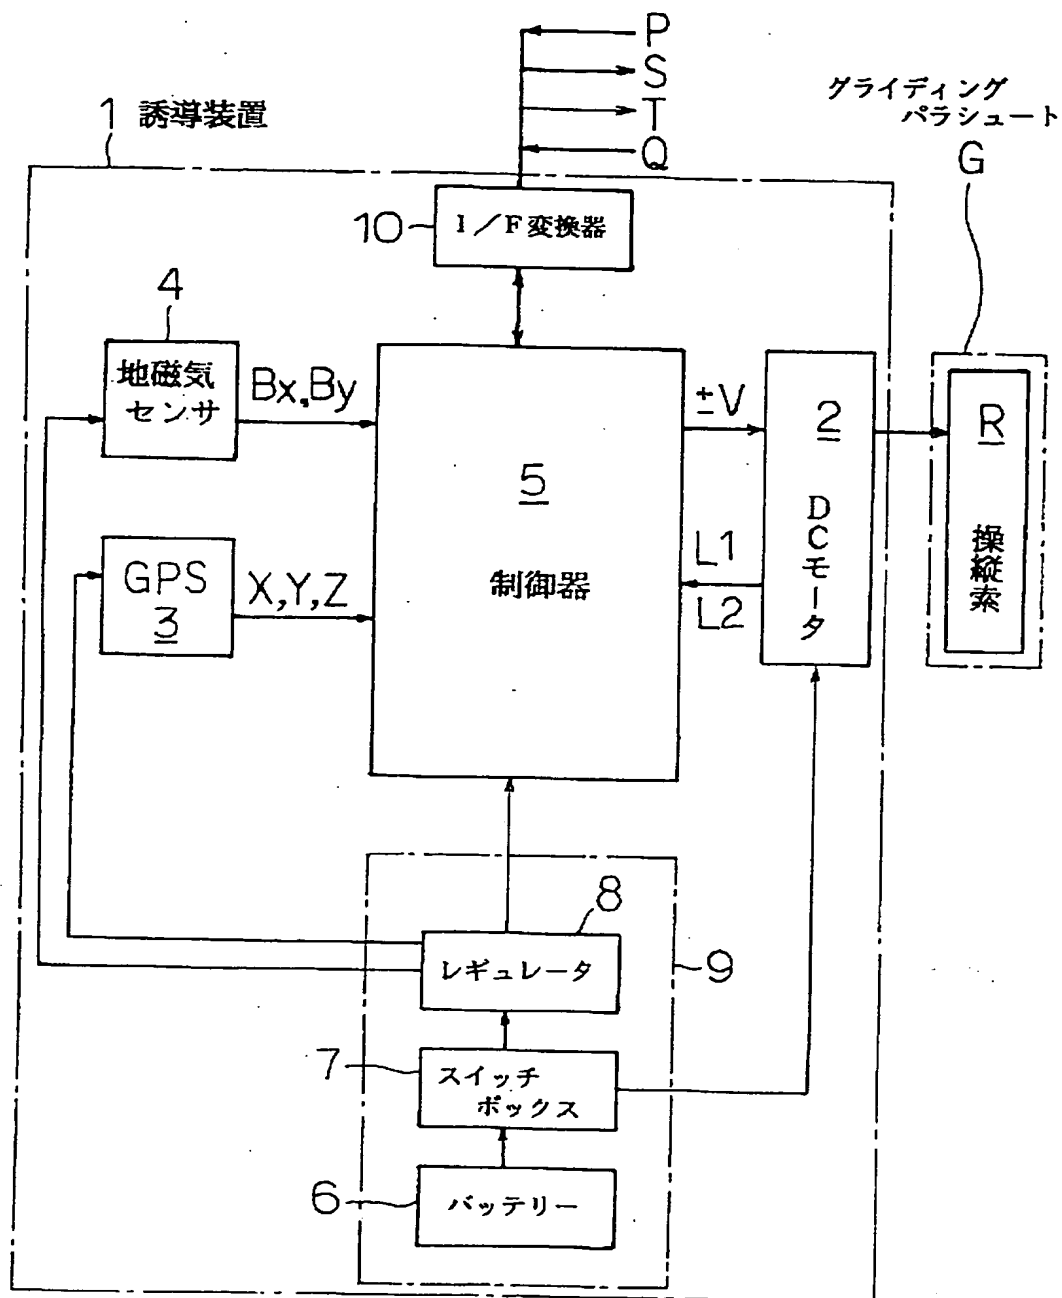 P
S
T
Q
グライディング
パラシュート
G
1 誘導装置
10
I/F変換器
4
地磁気
センサ
Bx,By
±V
2
DCモータ
R
操縦索
5
制御器
L1
L2
GPS
3
X,Y,Z
8
レギュレータ
9
7
スイッチ
ボックス
6
バッテリー